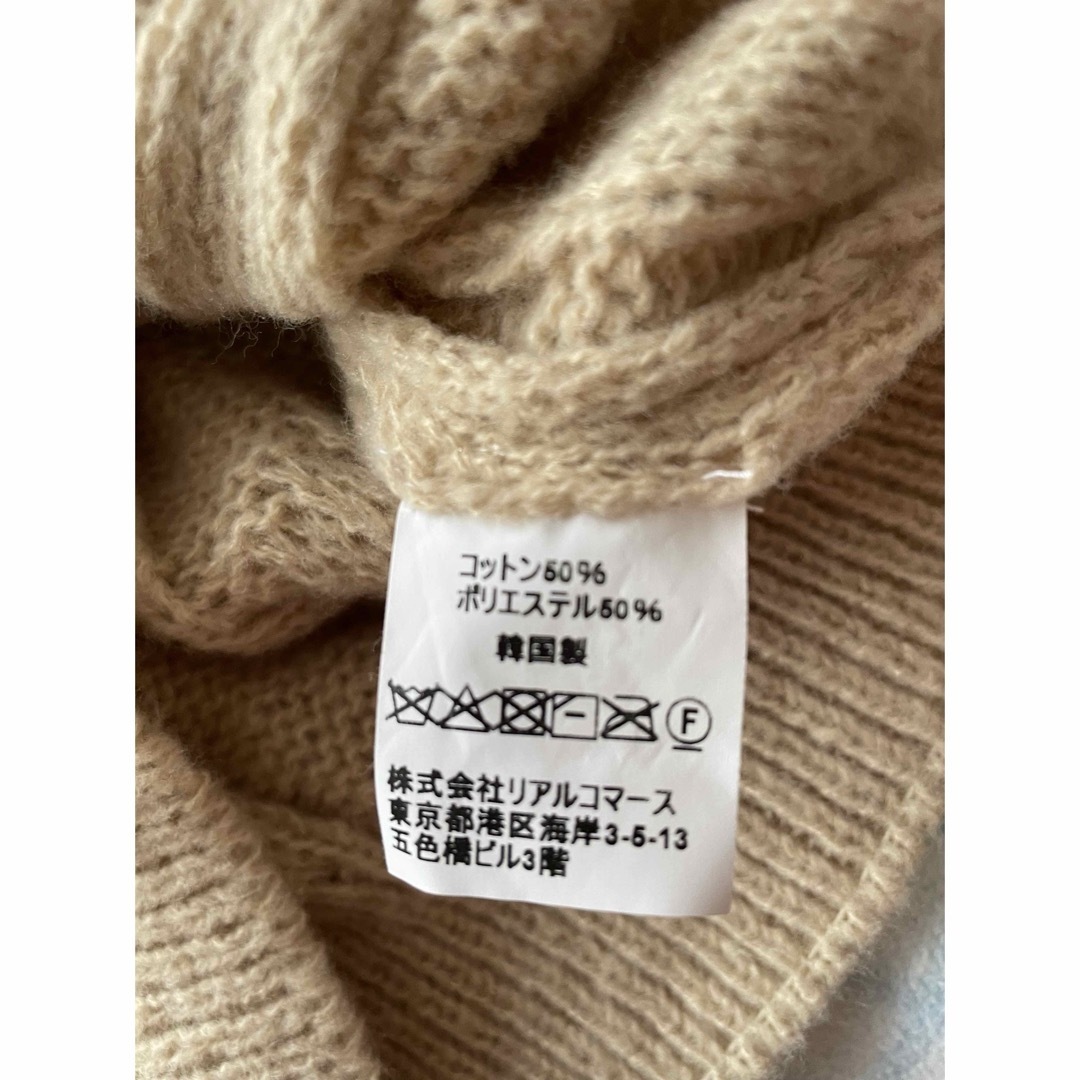 コットン50%
ポリエステル50%
韓国製
F
株式会社リアルコマース
東京都港区海岸3-5-13
五色橋ビル3階